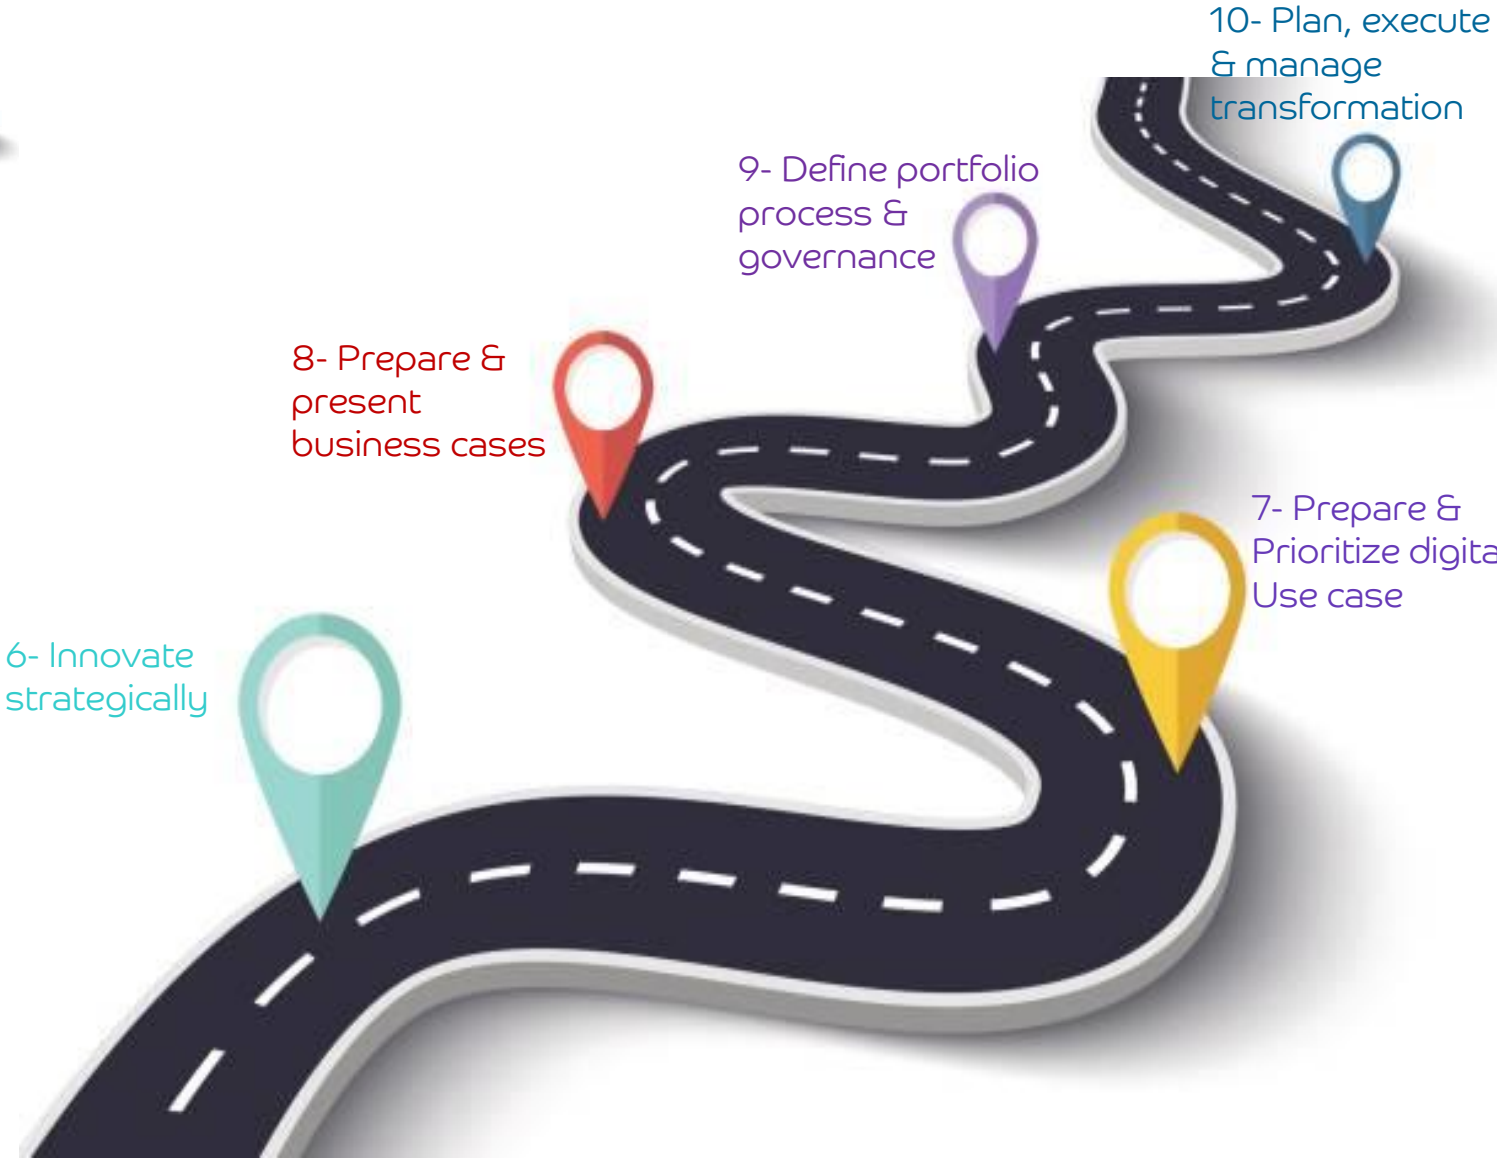 10- Plan, execute
& manage
transformation
9- Define portfolio
process &
governance
8- Prepare &
present
business cases
7- Prepare &
Prioritize digita
Use case
6- Innovate
strategically